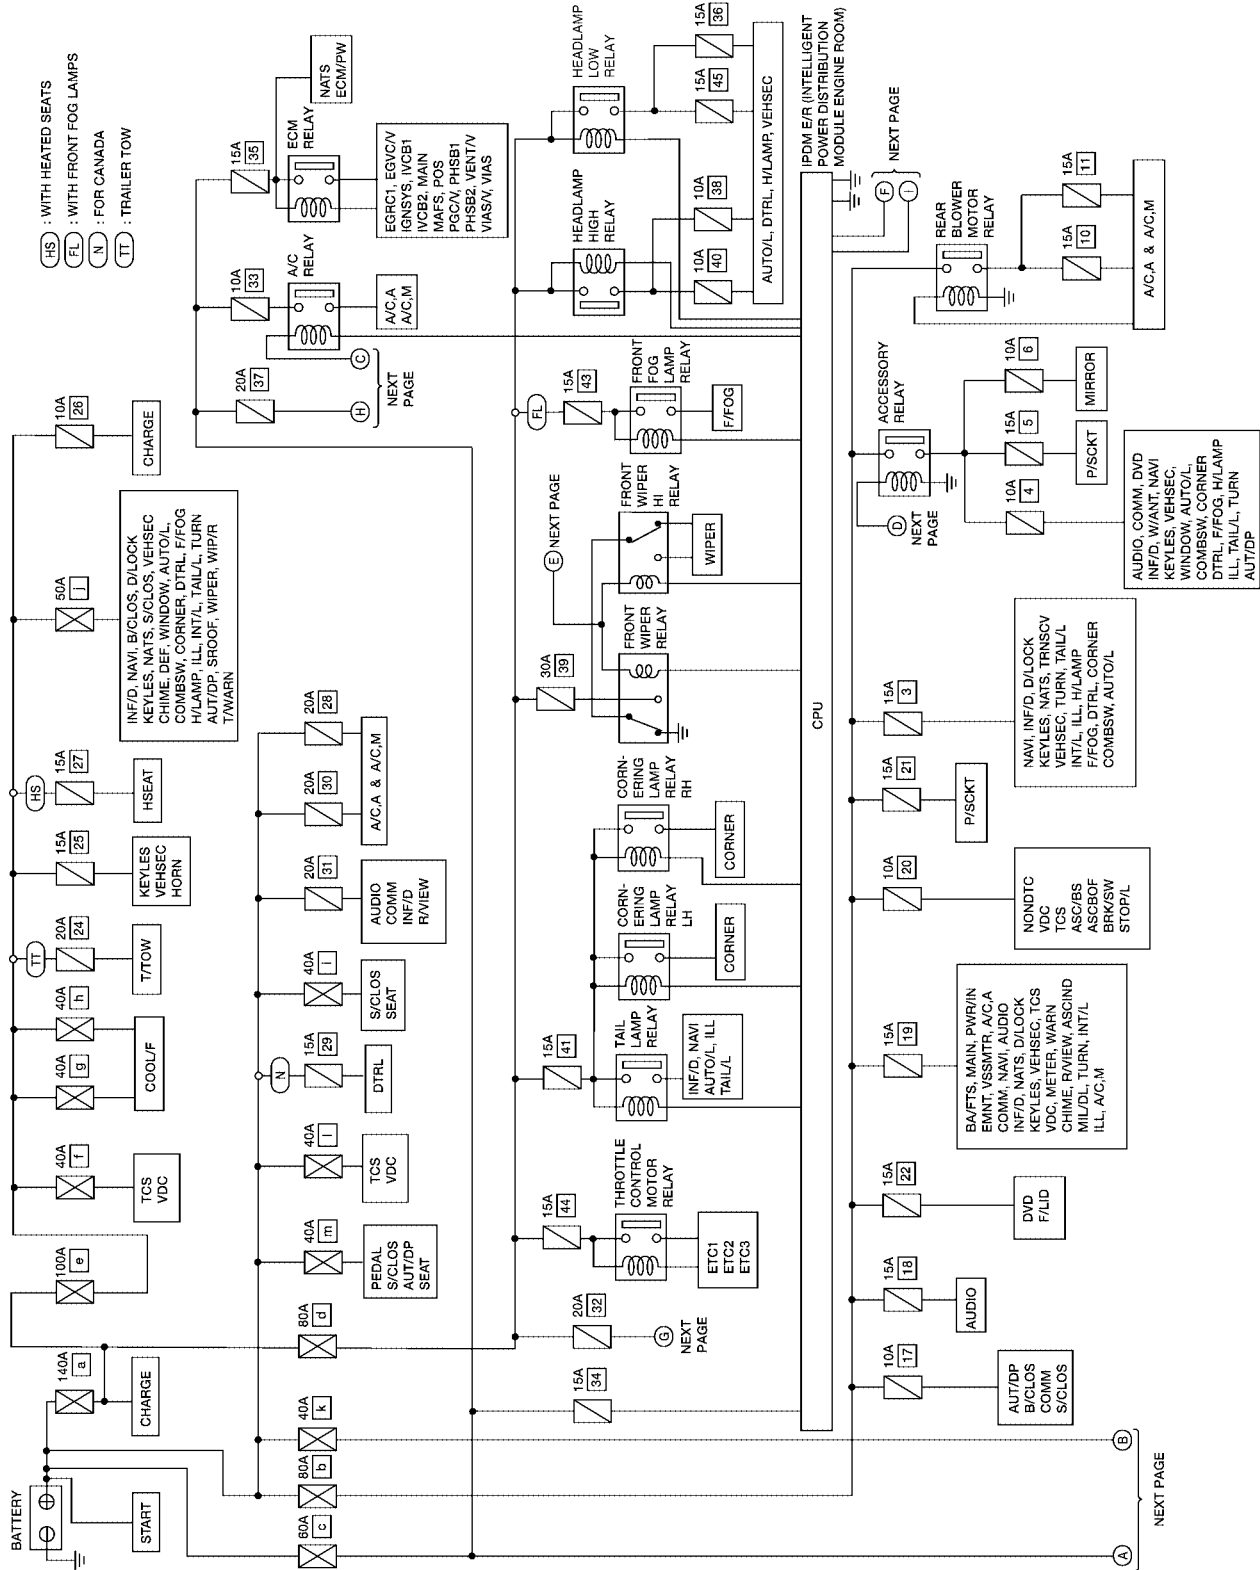 BATTERY
START
140A
a
CHARGE
100A
e
40A
f
TCS
VDC
40A
g
40A
h
COOL/F
TT
20A
24
T/TOW
15A
25
KEYLES
VEHSEC
HORN
HS
15A
27
HSEAT
50A
j
INF/D, NAVI, B/CLOS, D/LOCK
KEYLES, NATS, S/CLOS, VEHSEC
CHIME, DEF, WINDOW, AUTO/L,
COMBSW, CORNER, DTRL, F/FOG
H/LAMP, ILL, INT/L, TAIL/L, TURN
AUT/DP, SROOF, WIPER, WIP/R
T/WARN
10A
26
CHARGE
HS : WITH HEATED SEATS
FL : WITH FRONT FOG LAMPS
N : FOR CANADA
TT : TRAILER TOW
60A
c
80A
b
40A
k
80A
d
40A
m
PEDAL
S/CLOS
AUT/DP
SEAT
40A
l
TCS
VDC
N
15A
29
DTRL
40A
i
S/CLOS
SEAT
20A
31
AUDIO
COMM
INF/D
R/VIEW
20A
30
20A
28
A/C,A & A/C,M
20A
37
H
C
NEXT
PAGE
10A
33
A/C
RELAY
A/C,A
A/C,M
15A
35
ECM
RELAY
NATS
ECM/PW
EGRC1, EGVC/V
IGNSYS, IVCB1
IVCB2, MAIN
MAFS, POS
PGC/V, PHSB1
PHSB2, VENT/V
VIAS/V, VIAS
15A
34
20A
32
G
NEXT
PAGE
15A
44
THROTTLE
CONTROL
MOTOR
RELAY
ETC1
ETC2
ETC3
15A
41
TAIL
LAMP
RELAY
INF/D, NAVI
AUTO/L, ILL
TAIL/L
CORN-
ERING
LAMP
RELAY
LH
CORNER
CORN-
ERING
LAMP
RELAY
RH
CORNER
30A
39
FRONT
WIPER
RELAY
E
NEXT PAGE
FRONT
WIPER
HI
RELAY
WIPER
FL
15A
43
FRONT
FOG
LAMP
RELAY
F/FOG
HEADLAMP
HIGH
RELAY
10A
40
10A
38
HEADLAMP
LOW
RELAY
15A
45
15A
36
AUTO/L, DTRL, H/LAMP, VEHSEC
CPU
IPDM E/R (INTELLIGENT
POWER DISTRIBUTION
MODULE ENGINE ROOM)
F
I
NEXT PAGE
10A
17
AUT/DP
B/CLOS
COMM
S/CLOS
15A
18
AUDIO
15A
22
DVD
F/LID
15A
19
BA/FTS, MAIN, PWR/IN
EMNT, VSSMTR, A/C,A
COMM, NAVI, AUDIO
INF/D, NATS, D/LOCK
KEYLES, VEHSEC, TCS
VDC, METER, WARN
CHIME, R/VIEW, ASCIND
MIL/DL, TURN, INT/L
ILL, A/C,M
10A
20
NONDTC
VDC
TCS
ASC/BS
ASCBOF
BRK/SW
STOP/L
15A
21
P/SCKT
15A
3
NAVI, INF/D, D/LOCK
KEYLES, NATS, TRNSCV
VEHSEC, TURN, TAIL/L
INT/L, ILL, H/LAMP
F/FOG, DTRL, CORNER
COMBSW, AUTO/L
D
NEXT
PAGE
ACCESSORY
RELAY
10A
4
AUDIO, COMM, DVD
INF/D, W/ANT, NAVI
KEYLES, VEHSEC,
WINDOW, AUTO/L,
COMBSW, CORNER
DTRL, F/FOG, H/LAMP
ILL, TAIL/L, TURN
AUT/DP
15A
5
P/SCKT
10A
6
MIRROR
REAR
BLOWER
MOTOR
RELAY
15A
10
15A
11
A/C,A & A/C,M
A
B
NEXT PAGE